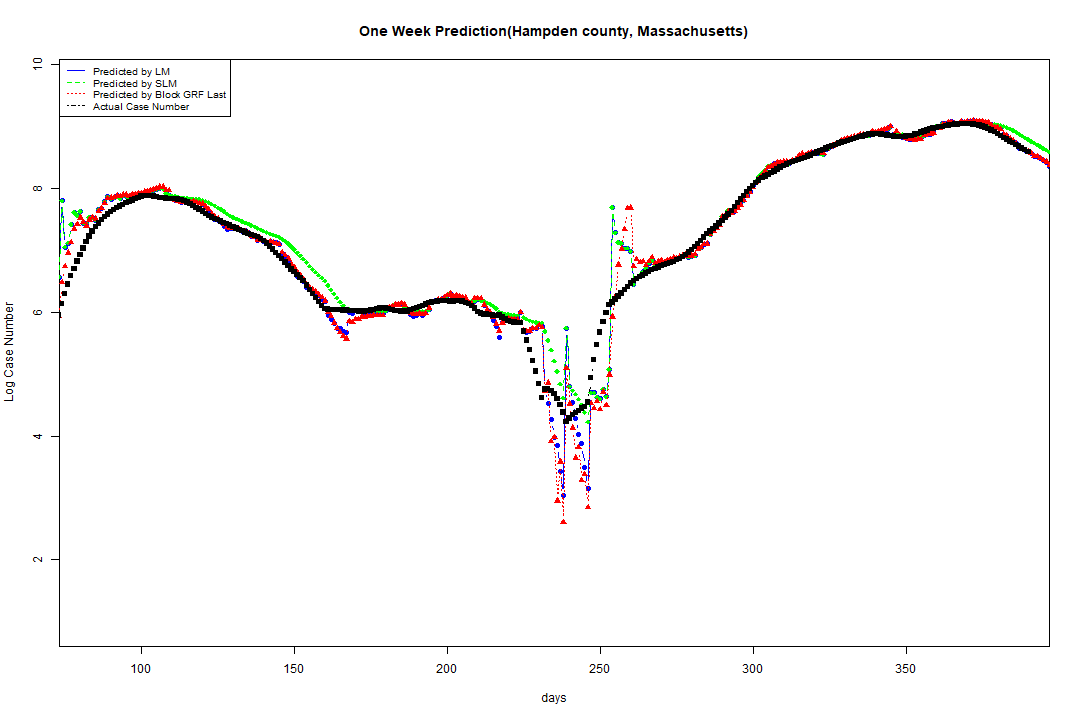 One Week Prediction(Hampden county, Massachusetts)
Predicted by LM
Predicted by SLM
Predicted by Block GRF Last
Actual Case Number
10
8
6
4
2
Log Case Number
100 150 200 250 300 350
days